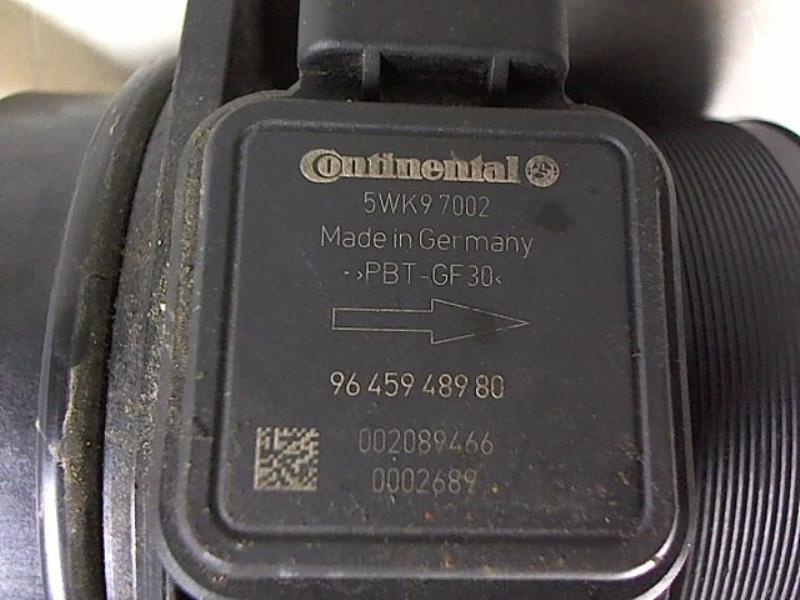 Continental
5WK9 7002
Made in Germany
·>PBT-GF30<
96 459 489 80
002089466
0002689